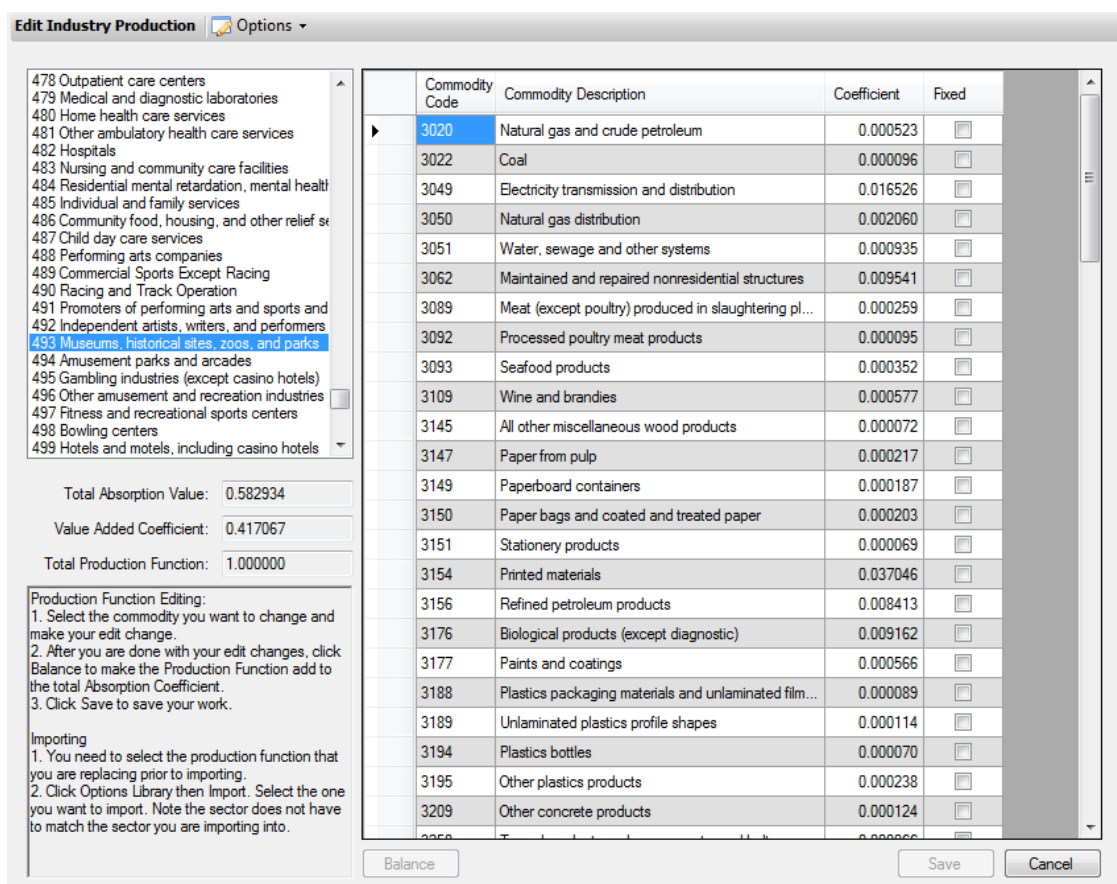 Edit Industry Production Options
478 Outpatient care centers
479 Medical and diagnostic laboratories
480 Home health care services
481 Other ambulatory health care services
482 Hospitals
483 Nursing and community care facilities
484 Residential mental retardation, mental healt
485 Individual and family services
486 Community food, housing, and other relief se
487 Child day care services
488 Performing arts companies
489 Commercial Sports Except Racing
490 Racing and Track Operation
491 Promoters of performing arts and sports and
492 Independent artists, writers, and performers
493 Museums, historical sites, zoos, and parks
494 Amusement parks and arcades
495 Gambling industries (except casino hotels)
496 Other amusement and recreation industries
497 Fitness and recreational sports centers
498 Bowling centers
499 Hotels and motels, including casino hotels
Total Absorption Value: 0.582934
Value Added Coefficient: 0.417067
Total Production Function: 1.000000
Production Function Editing:
1. Select the commodity you want to change and
make your edit change.
2. After you are done with your edit changes, click
Balance to make the Production Function add to
the total Absorption Coefficient.
3. Click Save to save your work.
Importing
1. You need to select the production function that
you are replacing prior to importing.
2. Click Options Library then Import. Select the one
you want to import. Note the sector does not have
to match the sector you are importing into.
Commodity Code Commodity Description Coefficient Fixed
3020 Natural gas and crude petroleum 0.000523
3022 Coal 0.000096
3049 Electricity transmission and distribution 0.016526
3050 Natural gas distribution 0.002060
3051 Water, sewage and other systems 0.000935
3062 Maintained and repaired nonresidential structures 0.009541
3089 Meat (except poultry) produced in slaughtering pl... 0.000259
3092 Processed poultry meat products 0.000095
3093 Seafood products 0.000352
3109 Wine and brandies 0.000577
3145 All other miscellaneous wood products 0.000072
3147 Paper from pulp 0.000217
3149 Paperboard containers 0.000187
3150 Paper bags and coated and treated paper 0.000203
3151 Stationery products 0.000069
3154 Printed materials 0.037046
3156 Refined petroleum products 0.008413
3176 Biological products (except diagnostic) 0.009162
3177 Paints and coatings 0.000566
3188 Plastics packaging materials and unlaminated film... 0.000089
3189 Unlaminated plastics profile shapes 0.000114
3194 Plastics bottles 0.000070
3195 Other plastics products 0.000238
3209 Other concrete products 0.000124
Balance Save Cancel